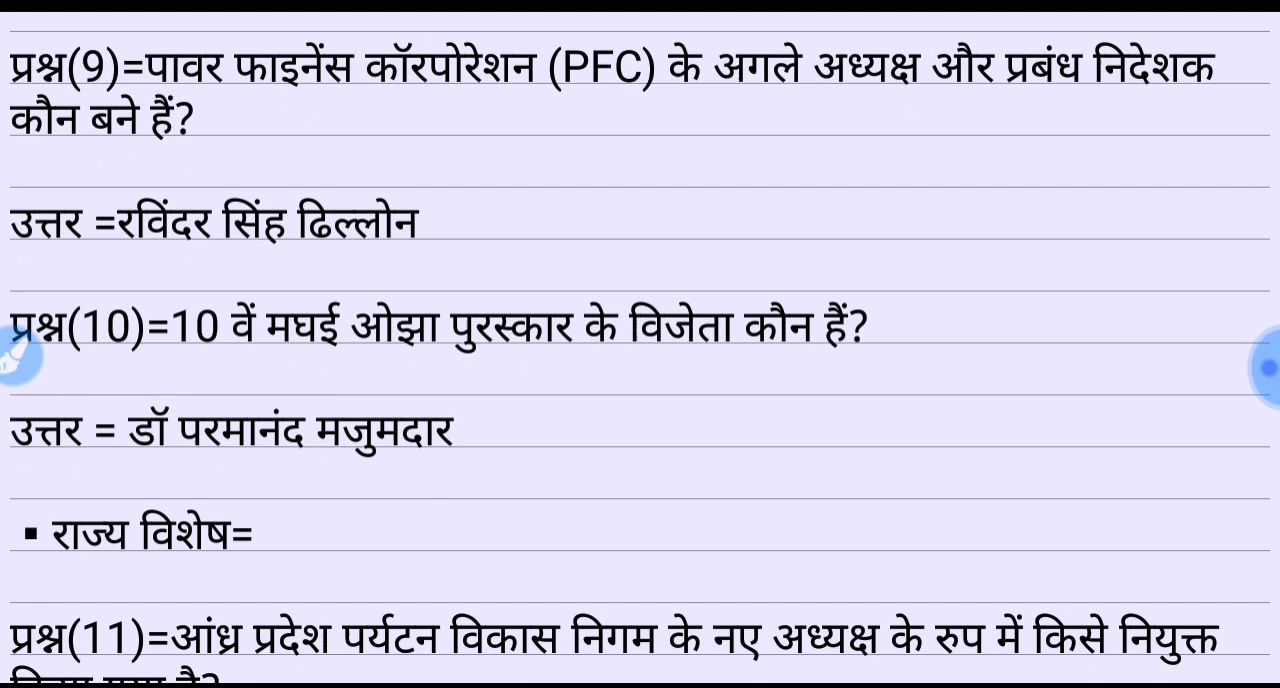 प्रश्न(9)=पावर फाइनेंस कॉरपोरेशन (PFC) के अगले अध्यक्ष और प्रबंध निदेशक
कौन बने हैं?
उत्तर =रविंदर सिंह ढिल्लोन
प्रश्न(10)=10 वें मघई ओझा पुरस्कार के विजेता कौन हैं?
उत्तर = डॉ परमानंद मजुमदार
▪ राज्य विशेष=
प्रश्न(11)=आंध्र प्रदेश पर्यटन विकास निगम के नए अध्यक्ष के रुप में किसे नियुक्त